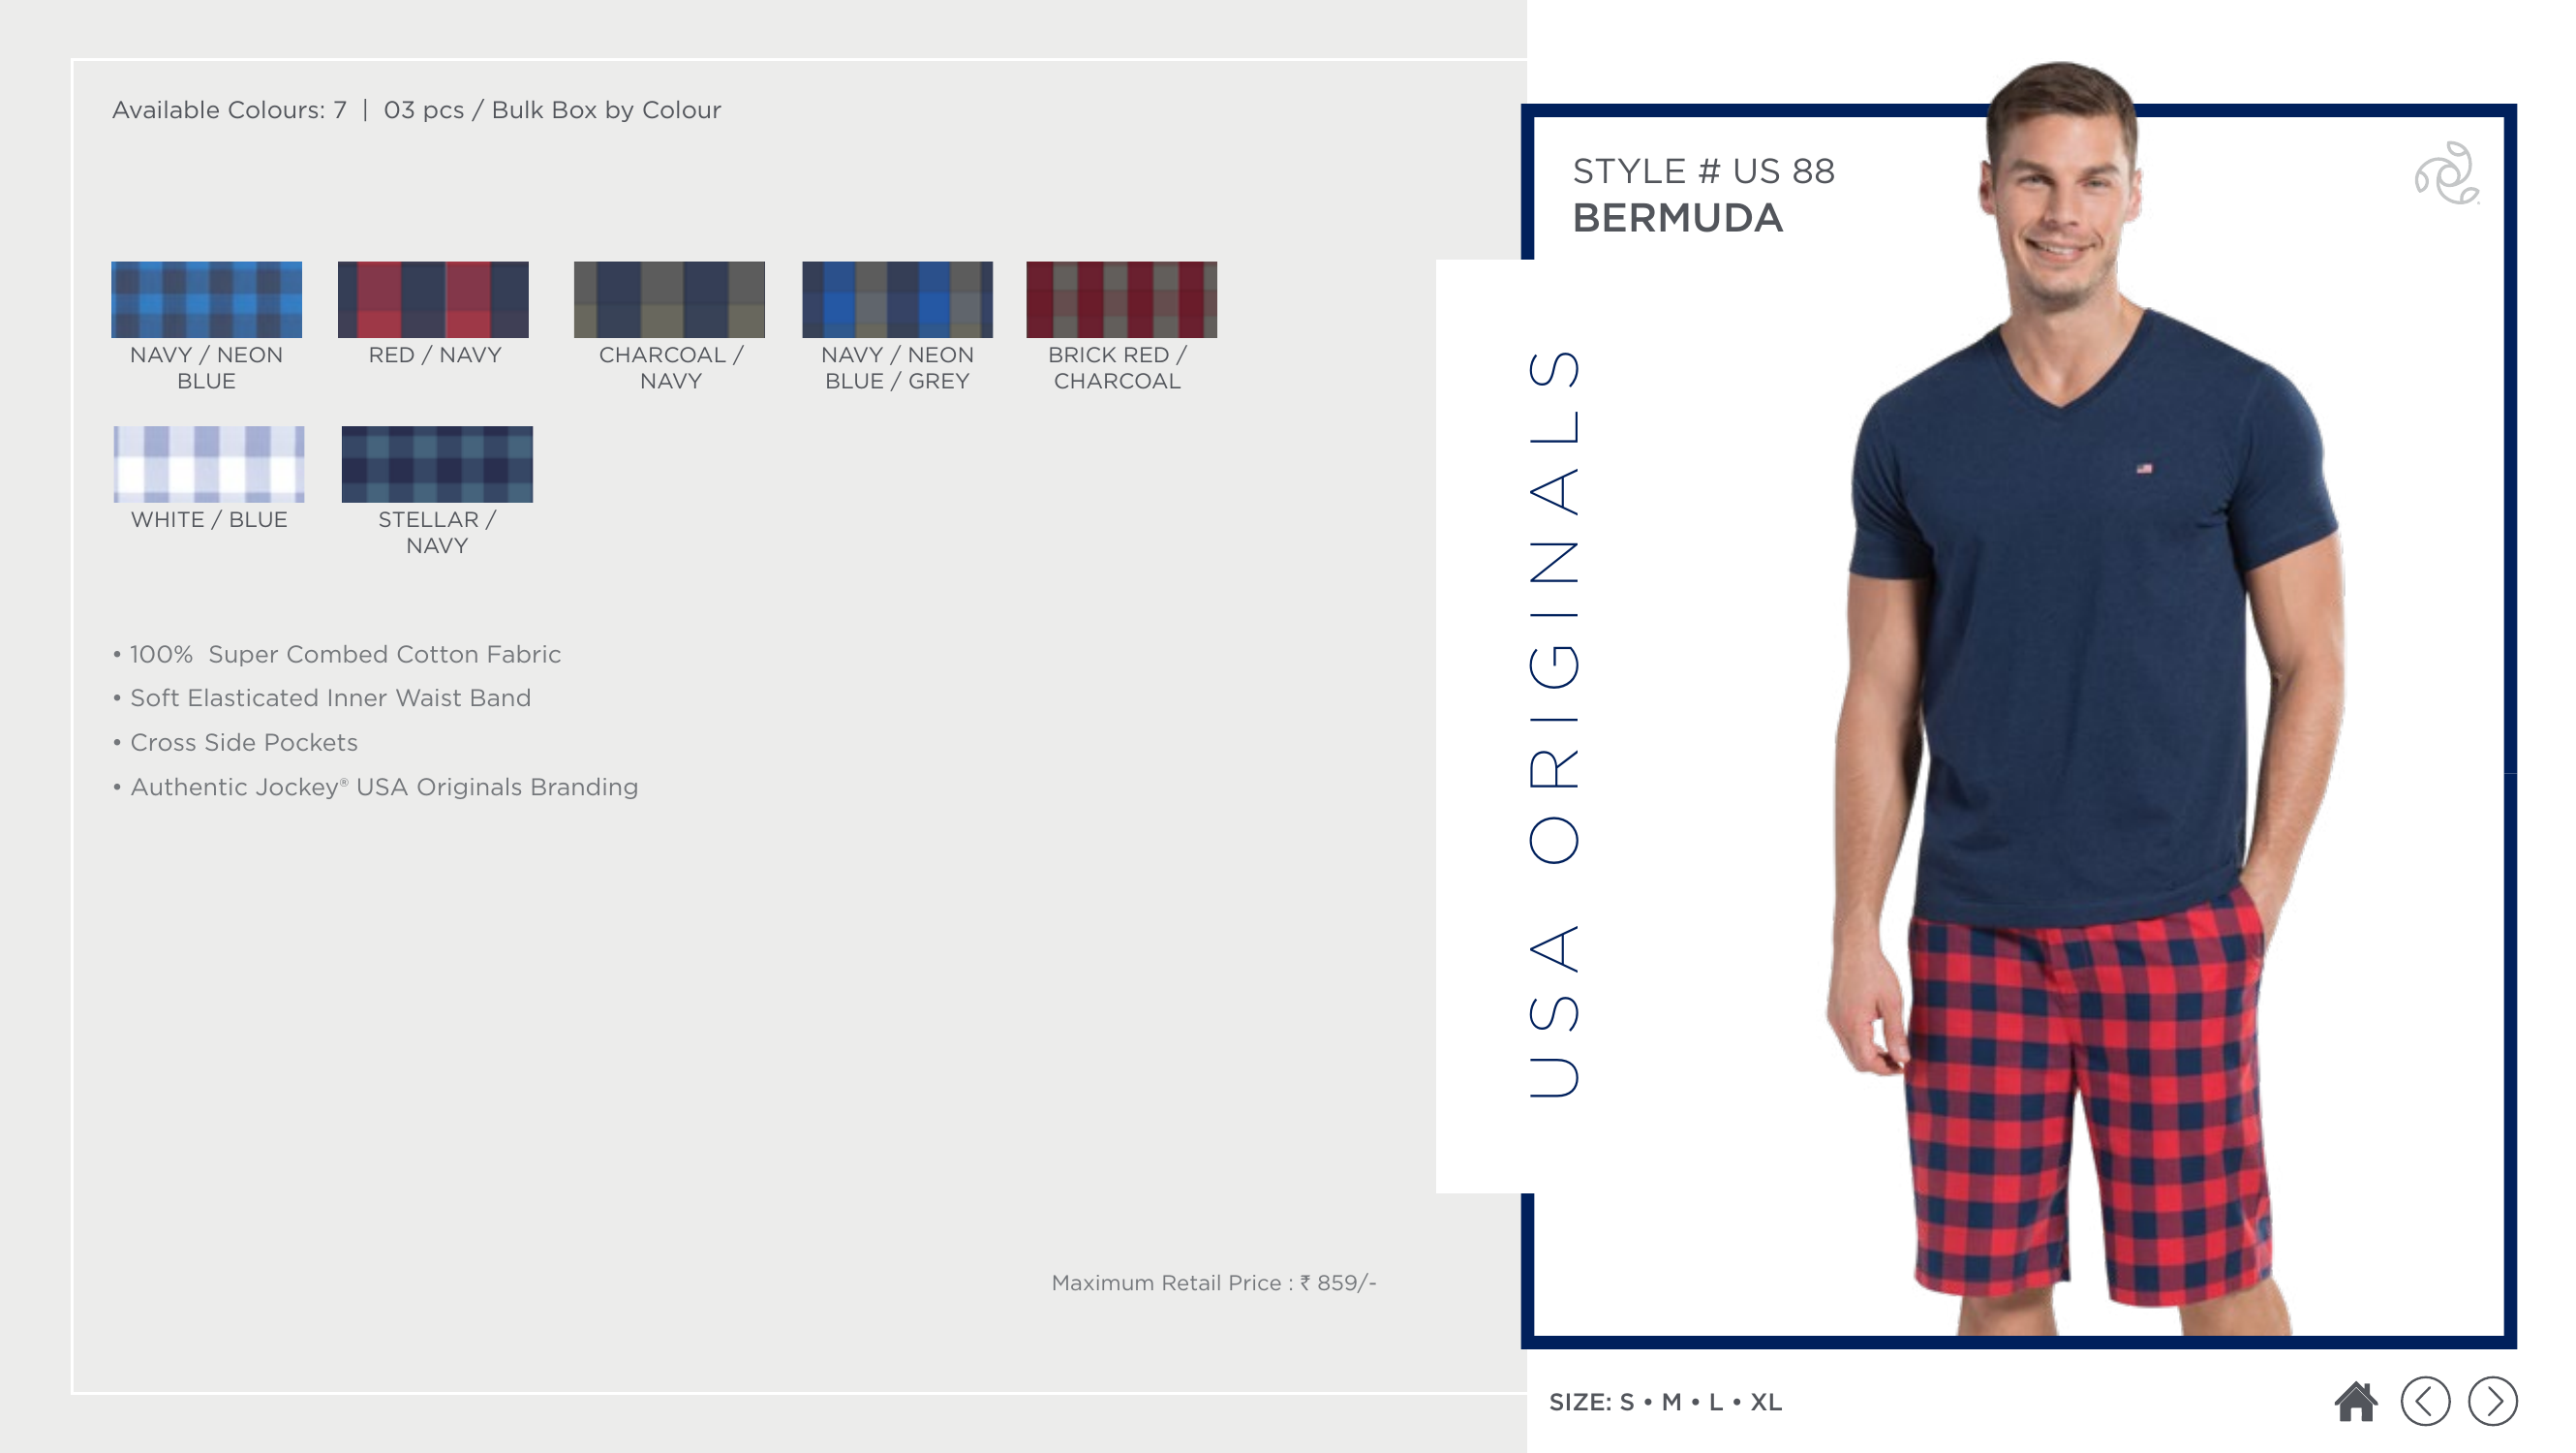 Available Colours: 7 | 03 pcs / Bulk Box by Colour
NAVY / NEON
BLUE
RED / NAVY
CHARCOAL /
NAVY
NAVY / NEON
BLUE / GREY
BRICK RED /
CHARCOAL
WHITE / BLUE
STELLAR /
NAVY
• 100% Super Combed Cotton Fabric
• Soft Elasticated Inner Waist Band
• Cross Side Pockets
• Authentic Jockey® USA Originals Branding
Maximum Retail Price : ₹ 859/-
STYLE # US 88
BERMUDA
USA ORIGINALS
SIZE: S • M • L • XL